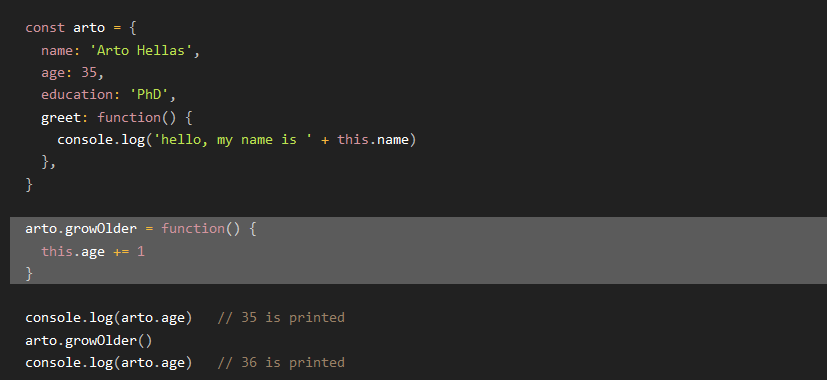 const arto = {
  name: 'Arto Hellas',
  age: 35,
  education: 'PhD',
  greet: function() {
    console.log('hello, my name is ' + this.name)
  },
}
arto.growOlder = function() {
  this.age += 1
}
console.log(arto.age)   // 35 is printed
arto.growOlder()
console.log(arto.age)   // 36 is printed